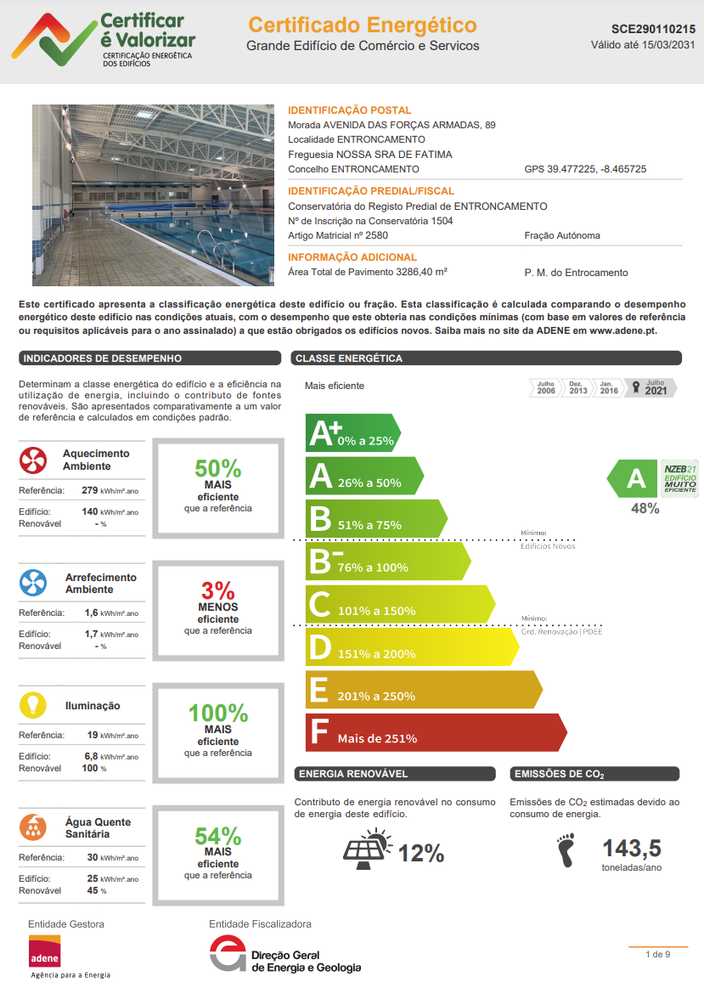 Certificar
é Valorizar
CERTIFICAÇÃO ENERGÉTICA
DOS EDIFÍCIOS
Certificado Energético
Grande Edifício de Comércio e Servicos
SCE290110215
Válido até 15/03/2031
IDENTIFICAÇÃO POSTAL
Morada AVENIDA DAS FORÇAS ARMADAS, 89
Localidade ENTRONCAMENTO
Freguesia NOSSA SRA DE FATIMA
Concelho ENTRONCAMENTO GPS 39.477225, -8.465725
IDENTIFICAÇÃO PREDIAL/FISCAL
Conservatória do Registo Predial de ENTRONCAMENTO
Nº de Inscrição na Conservatória 1504
Artigo Matricial nº 2580 Fração Autónoma
INFORMAÇÃO ADICIONAL
Área Total de Pavimento 3286,40 m² P. M. do Entrocamento
Este certificado apresenta a classificação energética deste edifício ou fração. Esta classificação é calculada comparando o desempenho
energético deste edifício nas condições atuais, com o desempenho que este obteria nas condições mínimas (com base em valores de referência
ou requisitos aplicáveis para o ano assinalado) a que estão obrigados os edifícios novos. Saiba mais no site da ADENE em www.adene.pt.
INDICADORES DE DESEMPENHO
Determinam a classe energética do edifício e a eficiência na
utilização de energia, incluindo o contributo de fontes
renováveis. São apresentados comparativamente a um valor
de referência e calculados em condições padrão.
Aquecimento
Ambiente
Referência: 279 kWh/m².ano
Edifício: 140 kWh/m².ano
Renovável - %
50%
MAIS
eficiente
que a referência
Arrefecimento
Ambiente
Referência: 1,6 kWh/m².ano
Edifício: 1,7 kWh/m².ano
Renovável - %
3%
MENOS
eficiente
que a referência
Iluminação
Referência: 19 kWh/m².ano
Edifício: 6,8 kWh/m².ano
Renovável 100 %
100%
MAIS
eficiente
que a referência
Água Quente
Sanitária
Referência: 30 kWh/m².ano
Edifício: 25 kWh/m².ano
Renovável 45 %
54%
MAIS
eficiente
que a referência
CLASSE ENERGÉTICA
Mais eficiente
Julho 2006
Dez. 2013
Jan. 2016
Julho 2021
A+ 0% a 25%
A 26% a 50%
B 51% a 75%
Mínimo:
Edifícios Novos
B- 76% a 100%
C 101% a 150%
Mínimo:
Grd. Renovação | PDEE
D 151% a 200%
E 201% a 250%
F Mais de 251%
A
48%
NZEB21
EDIFÍCIO
MUITO
EFICIENTE
ENERGIA RENOVÁVEL
Contributo de energia renovável no consumo
de energia deste edifício.
12%
EMISSÕES DE CO₂
Emissões de CO₂ estimadas devido ao
consumo de energia.
143,5
toneladas/ano
Entidade Gestora
adene
Agência para a Energia
Entidade Fiscalizadora
Direção Geral
de Energia e Geologia
1 de 9